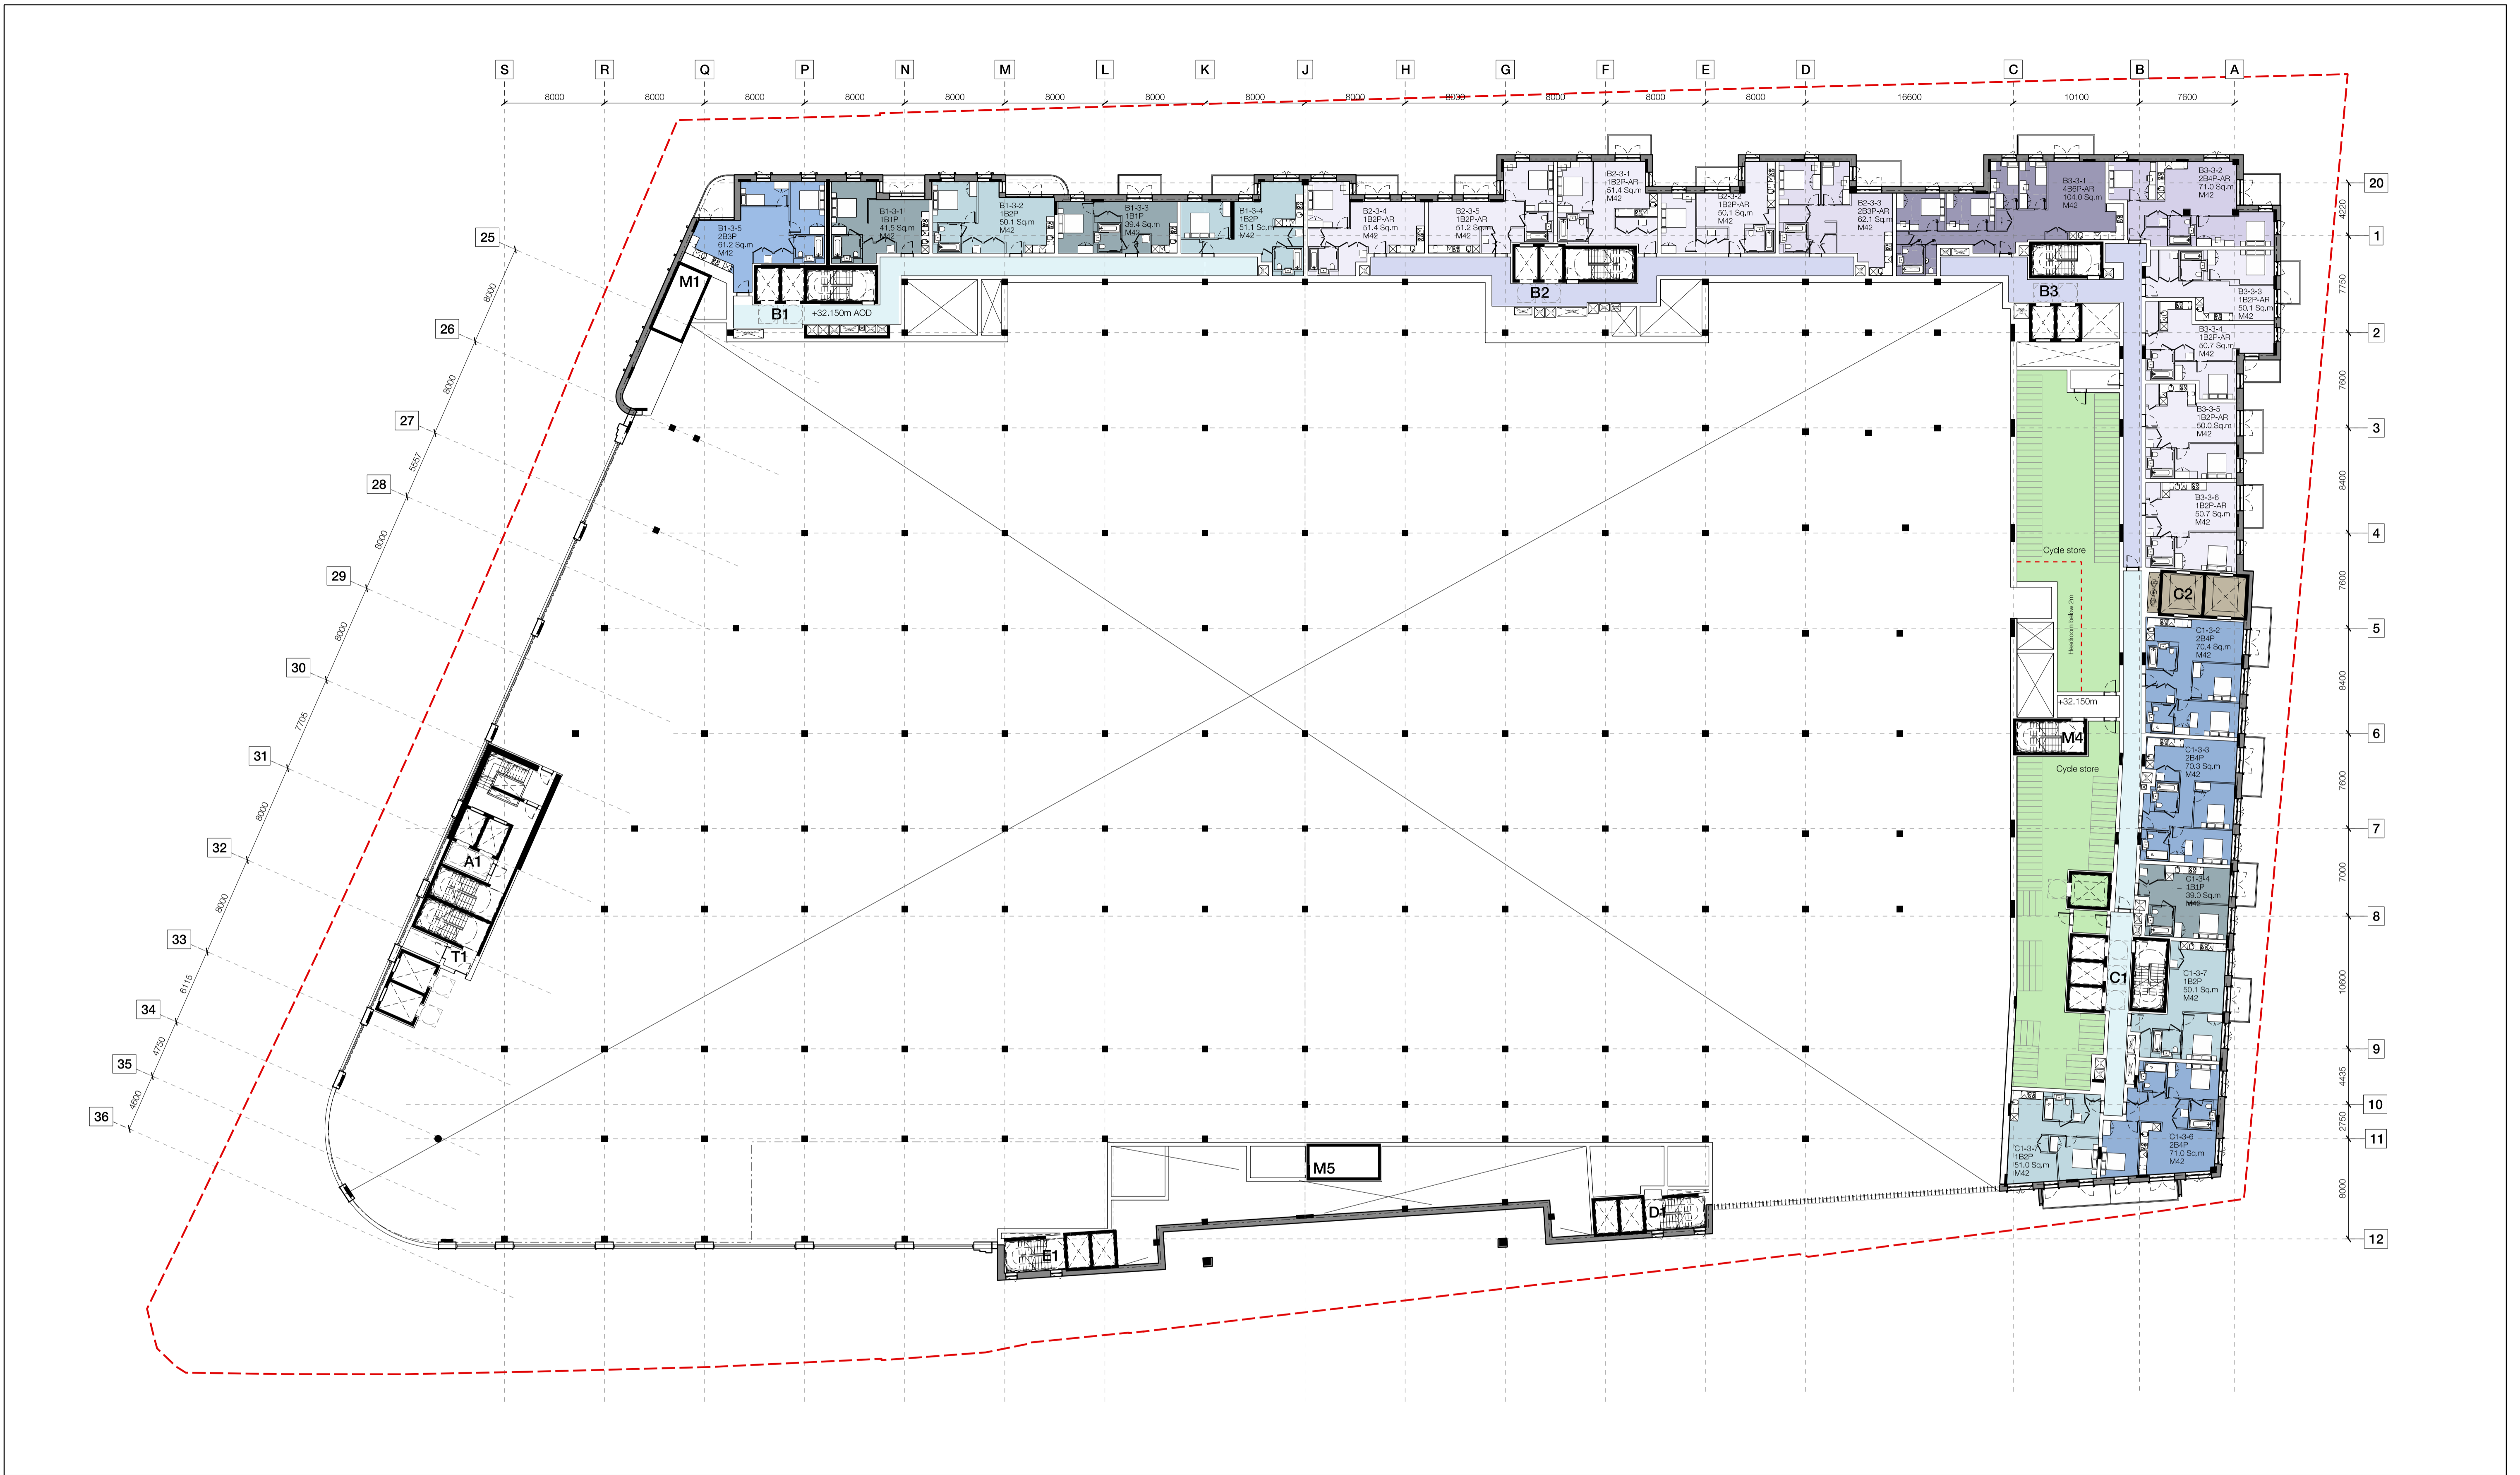 S
R
Q
P
N
M
L
K
J
H
G
F
E
D
C
B
A
8000
8000
8000
8000
8000
8000
8000
8000
8000
8000
8000
8000
8000
16600
10100
7600
20
1
2
3
4
5
6
7
8
9
10
11
12
4220
7750
7600
8400
7600
8400
7600
7000
10600
4435
2750
8000
25
26
27
28
29
30
31
32
33
34
35
36
8000
8000
5557
8000
8000
7705
8000
8000
6115
4750
4600
B1-3-5
2B3P
61.2 Sq.m
M42
B1-3-1
1B1P
41.5 Sq.m
M42
B1-3-2
1B2P
50.1 Sq.m
M42
B1-3-3
1B1P
39.4 Sq.m
M42
B1-3-4
1B2P
51.1 Sq.m
M42
B2-3-4
1B2P-AR
51.4 Sq.m
M42
B2-3-5
1B2P-AR
51.2 Sq.m
M42
B2-3-1
1B2P-AR
51.4 Sq.m
M42
B2-3-2
1B2P-AR
50.1 Sq.m
M42
B2-3-3
2B3P-AR
62.1 Sq.m
M42
B3-3-1
4B6P-AR
104.0 Sq.m
M42
B3-3-2
2B4P-AR
71.0 Sq.m
M42
B3-3-3
1B2P-AR
50.1 Sq.m
M42
B3-3-4
1B2P-AR
50.7 Sq.m
M42
B3-3-5
1B2P-AR
50.0 Sq.m
M42
B3-3-6
1B2P-AR
50.7 Sq.m
M42
C2
C1-3-2
2B4P
70.4 Sq.m
M42
C1-3-3
2B4P
70.3 Sq.m
M42
C1-3-4
1B1P
39.0 Sq.m
M42
C1-3-7
1B2P
50.1 Sq.m
M42
C1-3-6
2B4P
71.0 Sq.m
M42
C1-3-7
1B2P
51.0 Sq.m
M42
M1
B1
+32.150m AOD
B2
B3
Cycle store
Headroom bellow 2m
+32.150m
M4
Cycle store
C1
A1
T1
M5
D1
E1